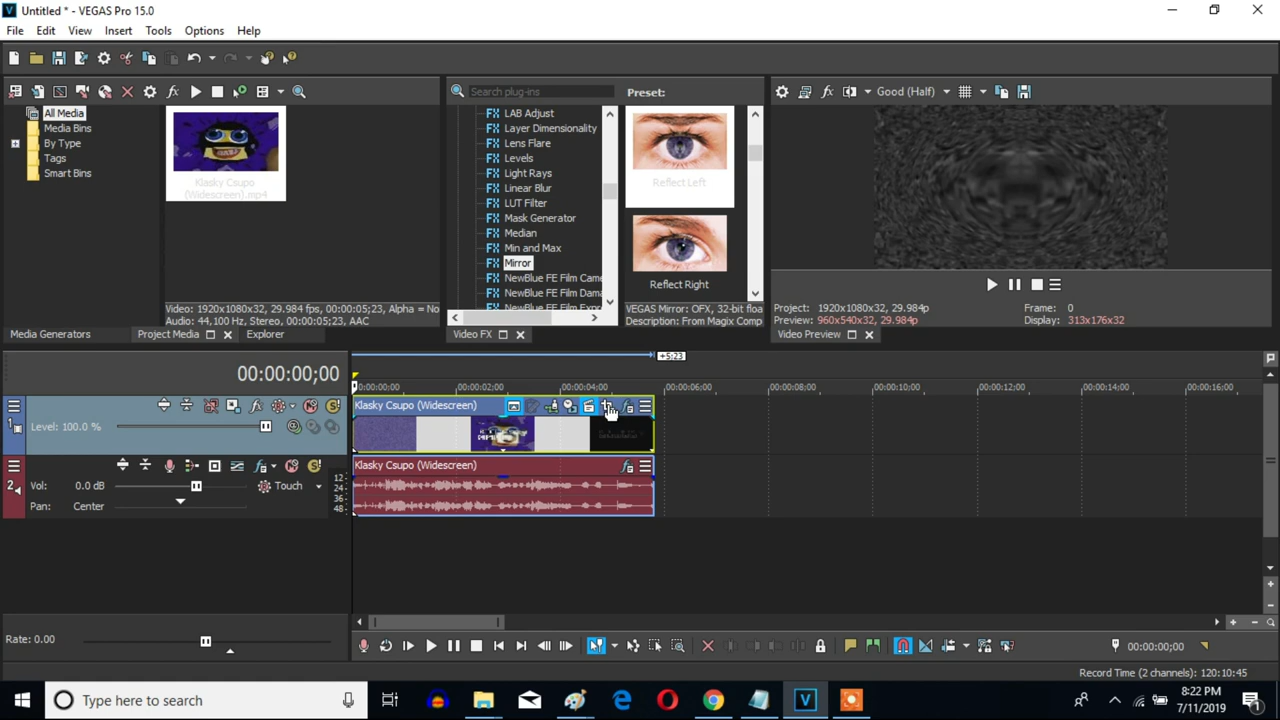 Untitled * - VEGAS Pro 15.0
File Edit View Insert Tools Options Help
Search plug-ins
Preset:
Good (Half)
All Media
Media Bins
By Type
Tags
Smart Bins
Klasky Csupo
(Widescreen).mp4
LAB Adjust
Layer Dimensionality
Lens Flare
Levels
Light Rays
Linear Blur
LUT Filter
Mask Generator
Median
Min and Max
Mirror
NewBlue FE Film Came
NewBlue FE Film Dama
NewBlue FE Film Expo
Reflect Left
Reflect Right
Video: 1920x1080x32, 29.984 fps, 00:00:05;23, Alpha = No
Audio: 44,100 Hz, Stereo, 00:00:05;23, AAC
VEGAS Mirror: OFX, 32-bit floa
Description: From Magix Comp
Project: 1920x1080x32, 29.984p
Preview: 960x540x32, 29.984p
Frame: 0
Display: 313x176x32
Media Generators
Project Media
Explorer
Video FX
Video Preview
00:00:00;00
+5:23
00:00:00;00
00:00:02;00
00:00:04;00
00:00:06;00
00:00:08;00
00:00:10;00
00:00:12;00
00:00:14;00
00:00:16;00
1
Level: 100.0 %
Klasky Csupo (Widescreen)
2
Vol: 0.0 dB
Touch
Pan: Center
12
24
36
48
Klasky Csupo (Widescreen)
Rate: 0.00
00:00:00;00
Record Time (2 channels): 120:10:45
Type here to search
8:22 PM
7/11/2019
1